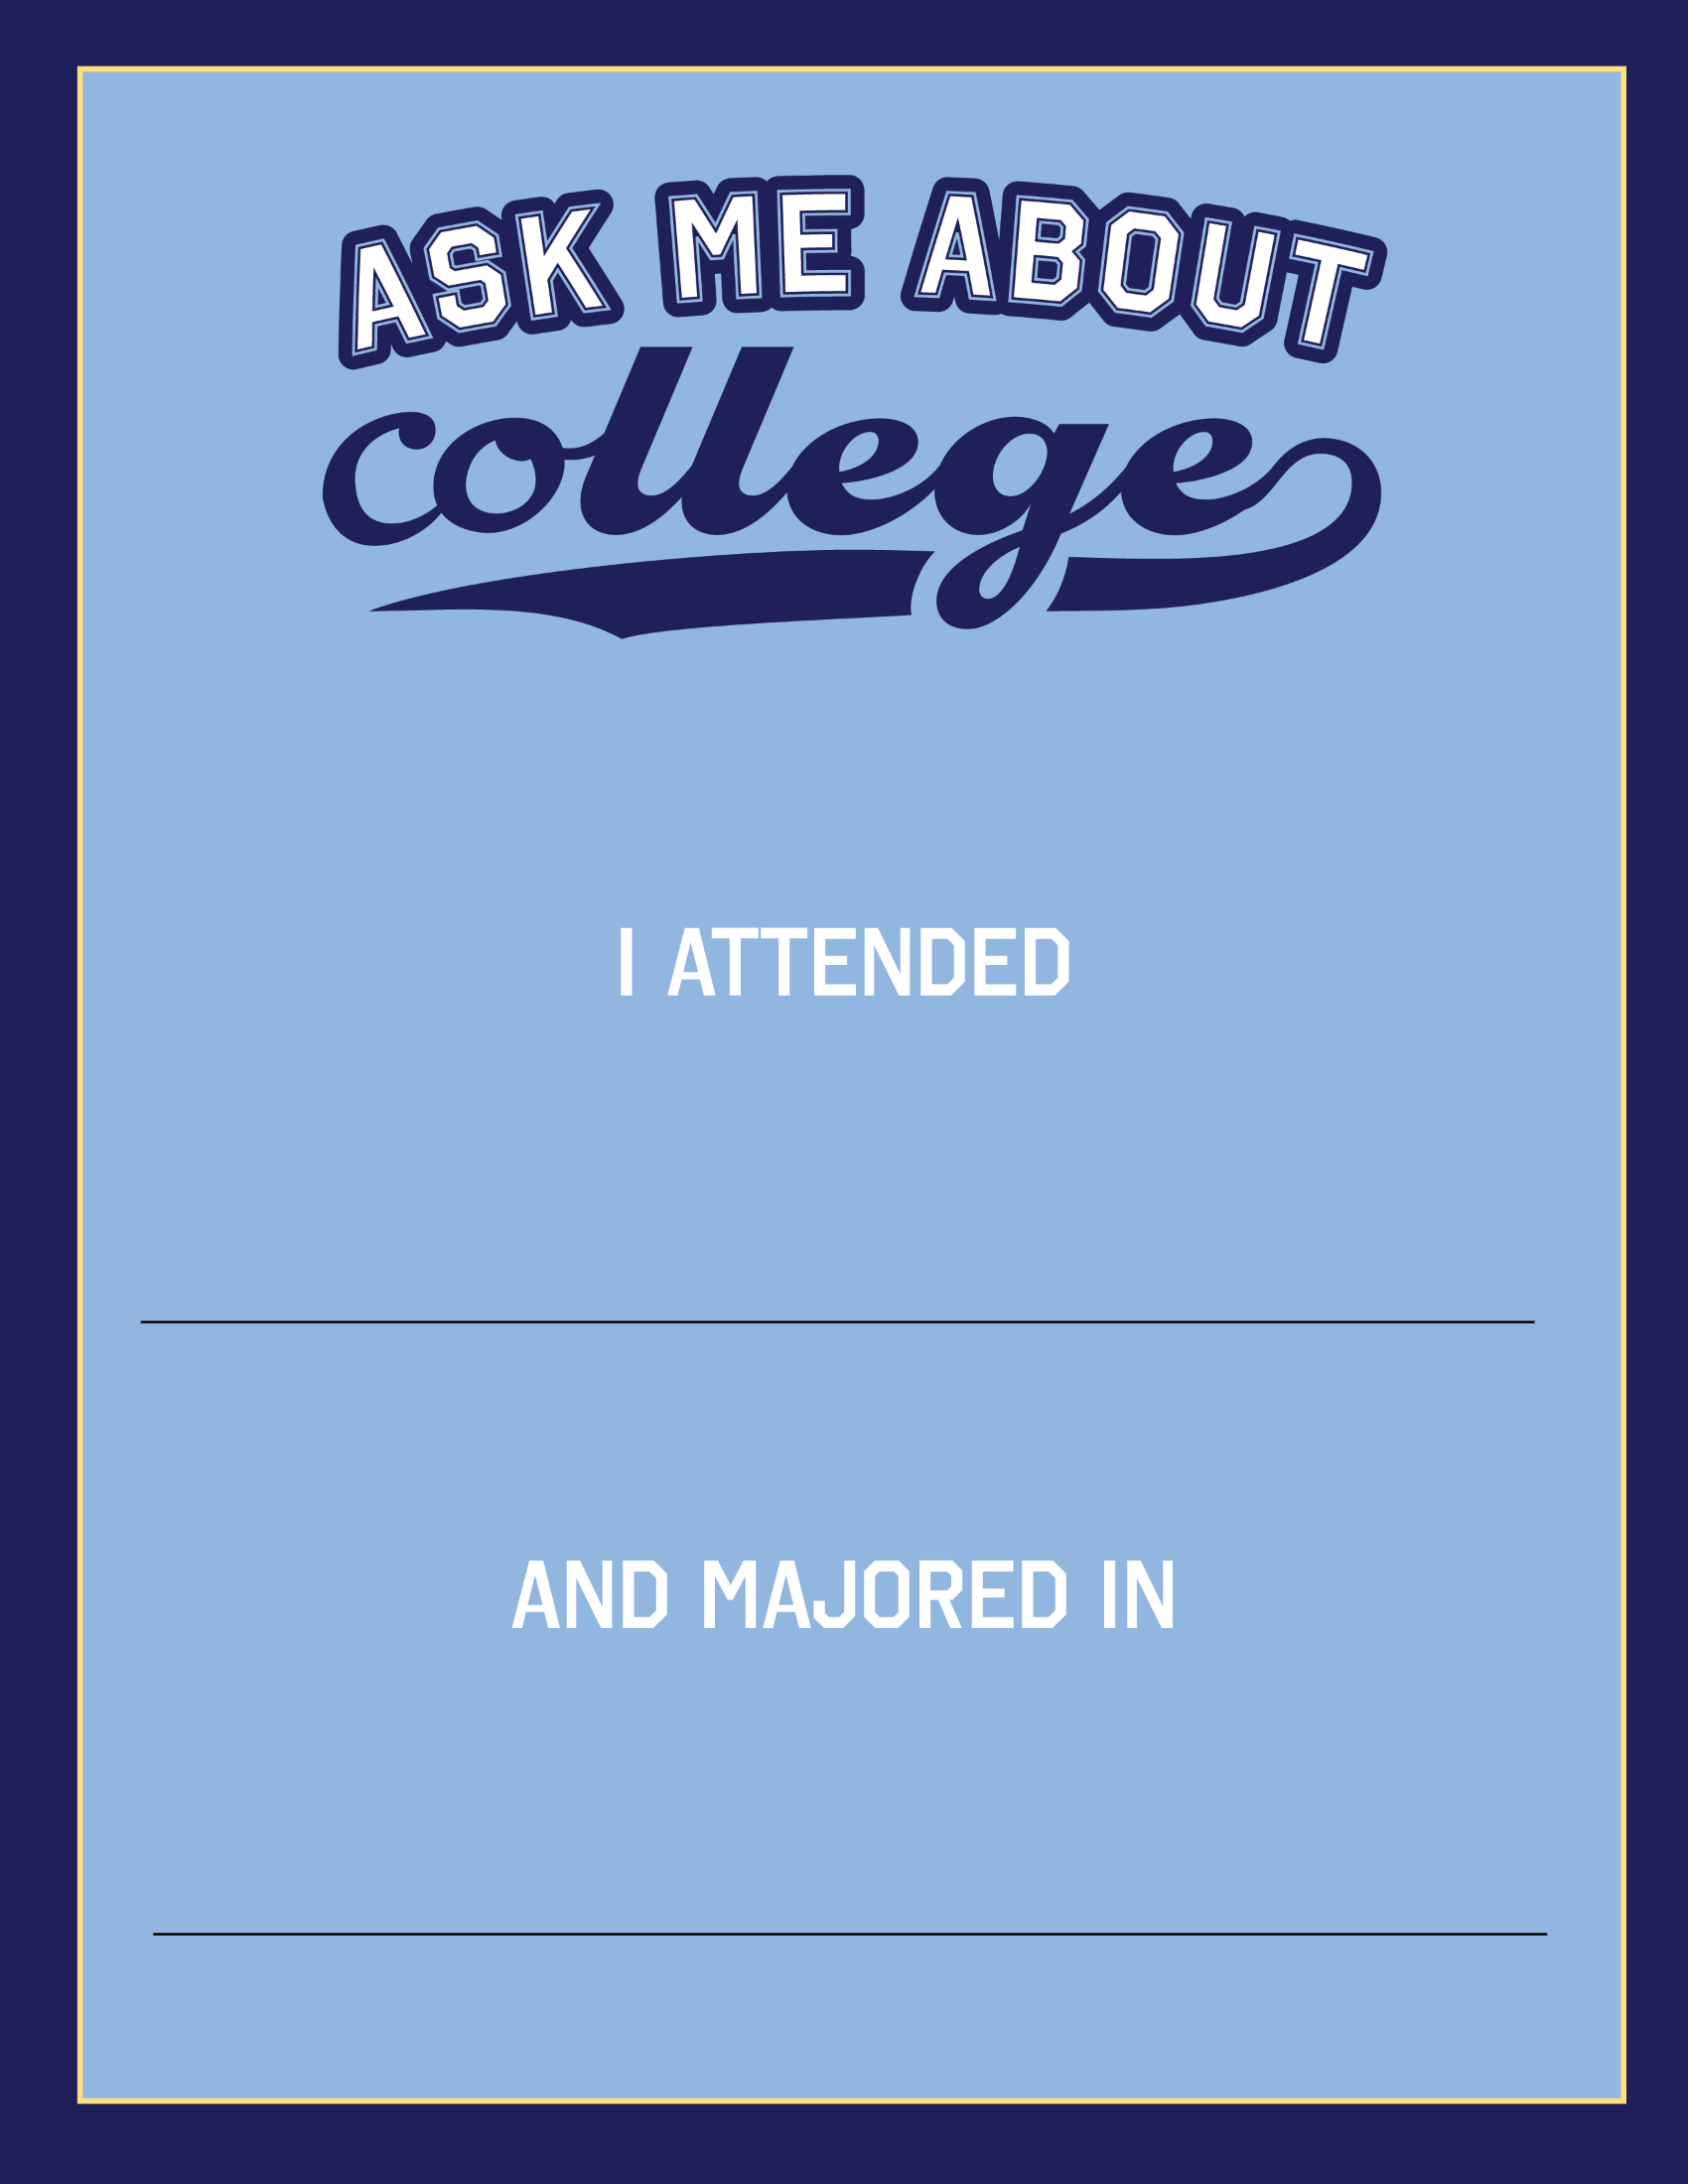 ASK ME ABOUT
college
I ATTENDED
AND MAJORED IN